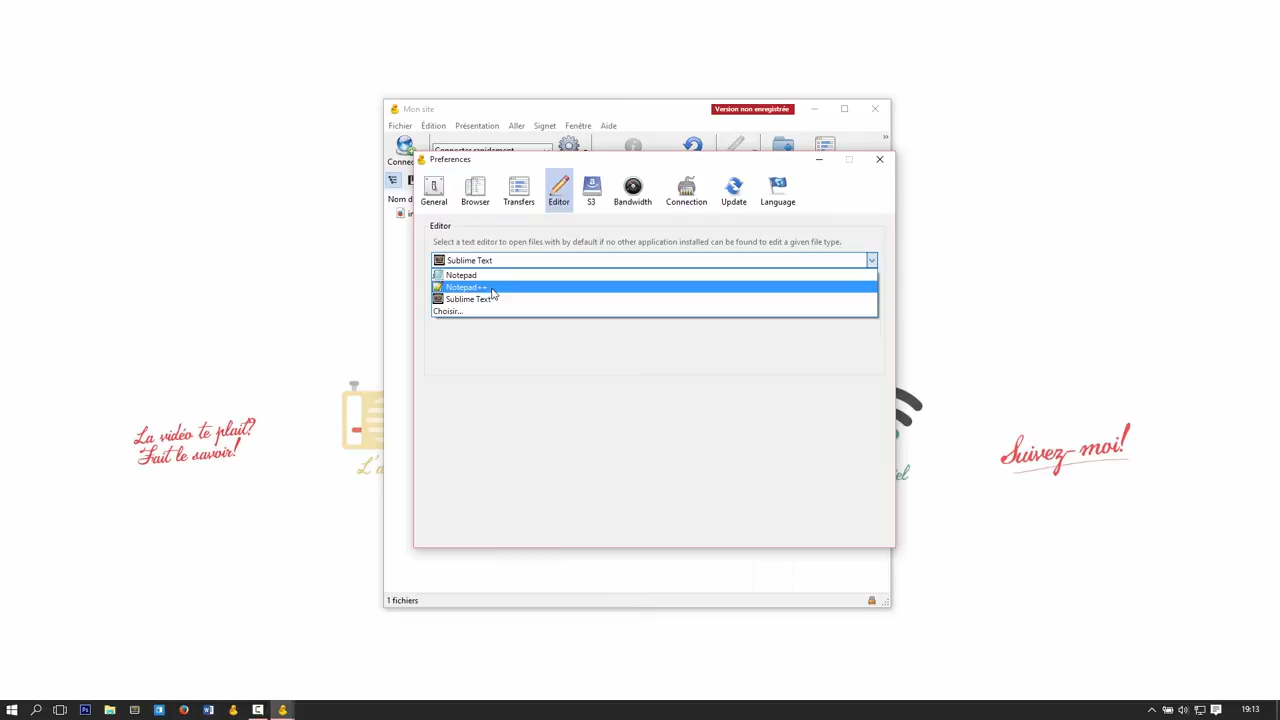 Mon site
Version non enregistrée
Fichier Édition Présentation Aller Signet Fenêtre Aide
Connecter rapidement
Preferences
General Browser Transfers Editor S3 Bandwidth Connection Update Language
Editor
Select a text editor to open files with by default if no other application installed can be found to edit a given file type.
Sublime Text
Notepad
Notepad++
Sublime Text
Choisir...
La vidéo te plait?
Fait le savoir!
Suivez-moi!
1 fichiers
19:13